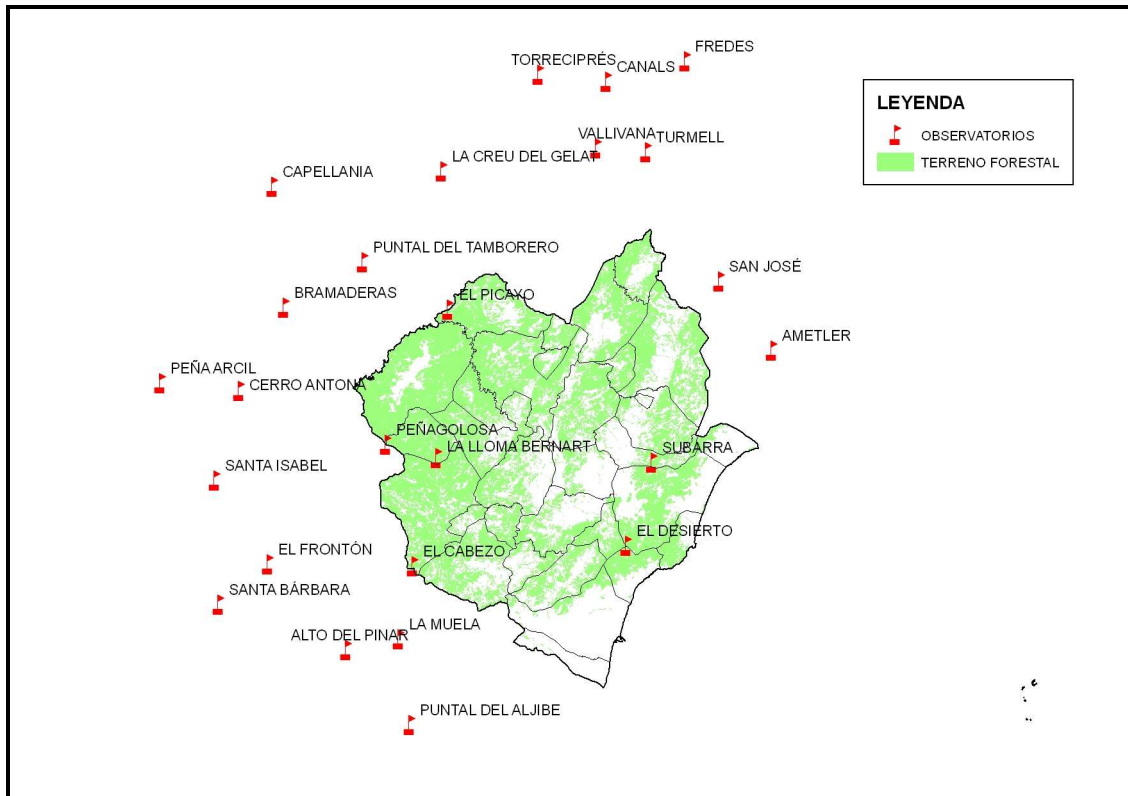 FREDES
TORRECIPRÉS
CANALS
LEYENDA
OBSERVATORIOS
TERRENO FORESTAL
VALLIVANA
TURMELL
LA CREU DEL GELAT
CAPELLANIA
PUNTAL DEL TAMBORERO
SAN JOSÉ
BRAMADERAS
EL PICAYO
AMETLER
PEÑA ARCIL
CERRO ANTONA
PEÑAGOLOSA
LA LLOMA BERNART
SUBARRA
SANTA ISABEL
EL DESIERTO
EL FRONTÓN
EL CABEZO
SANTA BÁRBARA
LA MUELA
ALTO DEL PINAR
PUNTAL DEL ALJIBE